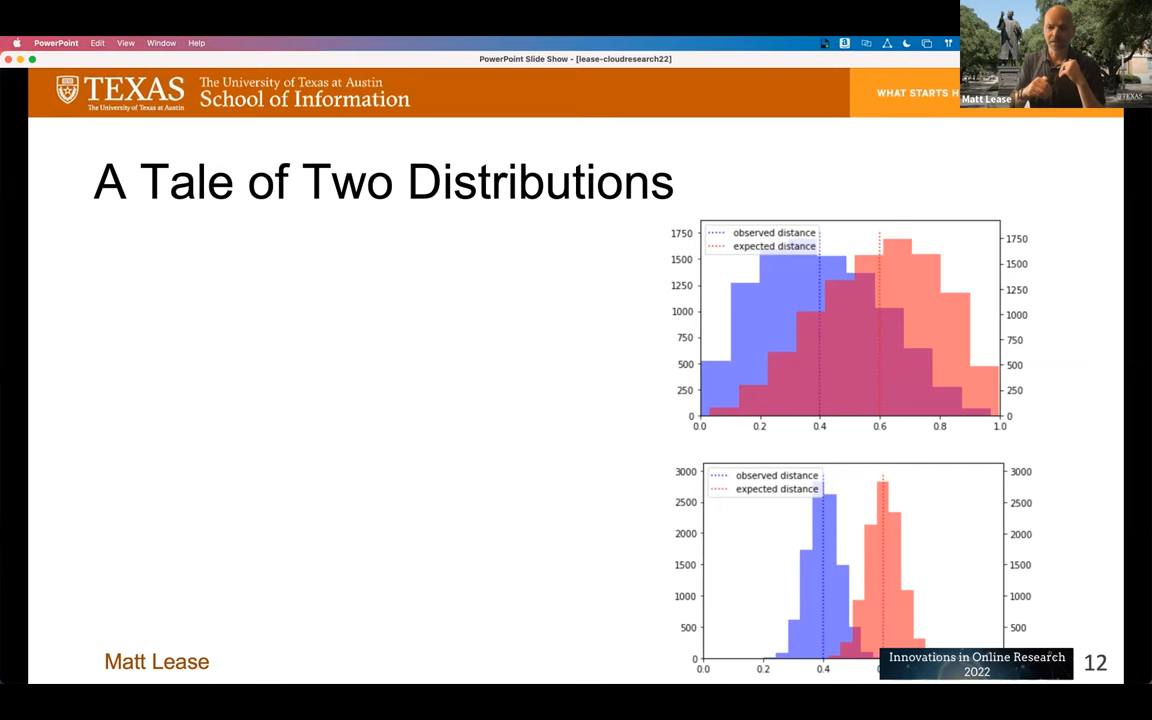 PowerPoint Edit View Window Help
PowerPoint Slide Show - [lease-cloudresearch22]
TEXAS
The University of Texas at Austin
The University of Texas at Austin
School of Information
WHAT STARTS H
Matt Lease
TEXAS
A Tale of Two Distributions
observed distance
expected distance
1750
1500
1250
1000
750
500
250
0
1750
1500
1250
1000
750
500
250
0
0.0 0.2 0.4 0.6 0.8 1.0
observed distance
expected distance
3000
2500
2000
1500
1000
500
0
3000
2500
2000
1500
1000
500
0.0 0.2 0.4
Matt Lease
Innovations in Online Research
2022
12